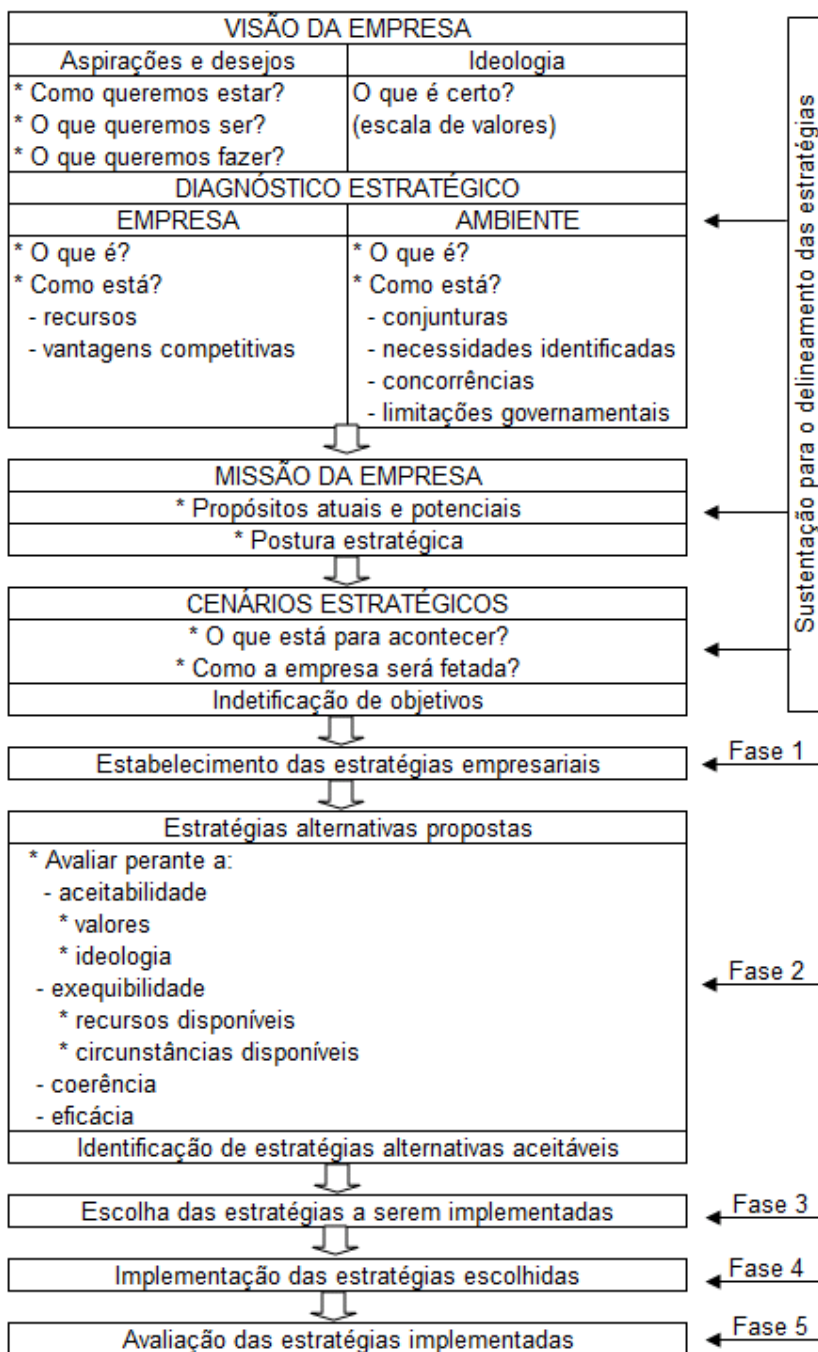 VISÃO DA EMPRESA
Aspirações e desejos
Ideologia
* Como queremos estar?
* O que queremos ser?
* O que queremos fazer?
O que é certo?
(escala de valores)
DIAGNÓSTICO ESTRATÉGICO
EMPRESA
AMBIENTE
* O que é?
* Como está?
- recursos
- vantagens competitivas
* O que é?
* Como está?
- conjunturas
- necessidades identificadas
- concorrências
- limitações governamentais
Sustentação para o delineamento das estratégias
MISSÃO DA EMPRESA
* Propósitos atuais e potenciais
* Postura estratégica
CENÁRIOS ESTRATÉGICOS
* O que está para acontecer?
* Como a empresa será fetada?
Indetificação de objetivos
Estabelecimento das estratégias empresariais
Fase 1
Estratégias alternativas propostas
* Avaliar perante a:
- aceitabilidade
* valores
* ideologia
- exequibilidade
* recursos disponíveis
* circunstâncias disponíveis
- coerência
- eficácia
Fase 2
Identificação de estratégias alternativas aceitáveis
Escolha das estratégias a serem implementadas
Fase 3
Implementação das estratégias escolhidas
Fase 4
Avaliação das estratégias implementadas
Fase 5